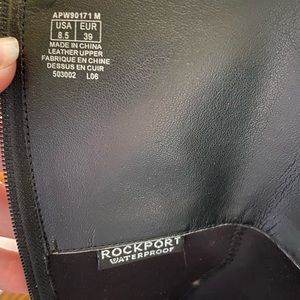 APW90171 M
USA EUR
8.5 39
MADE IN CHINA
LEATHER UPPER
FABRIQUE EN CHINE
DESSUS EN CUIR
503002 L06
ROCKPORT
WATERPROOF